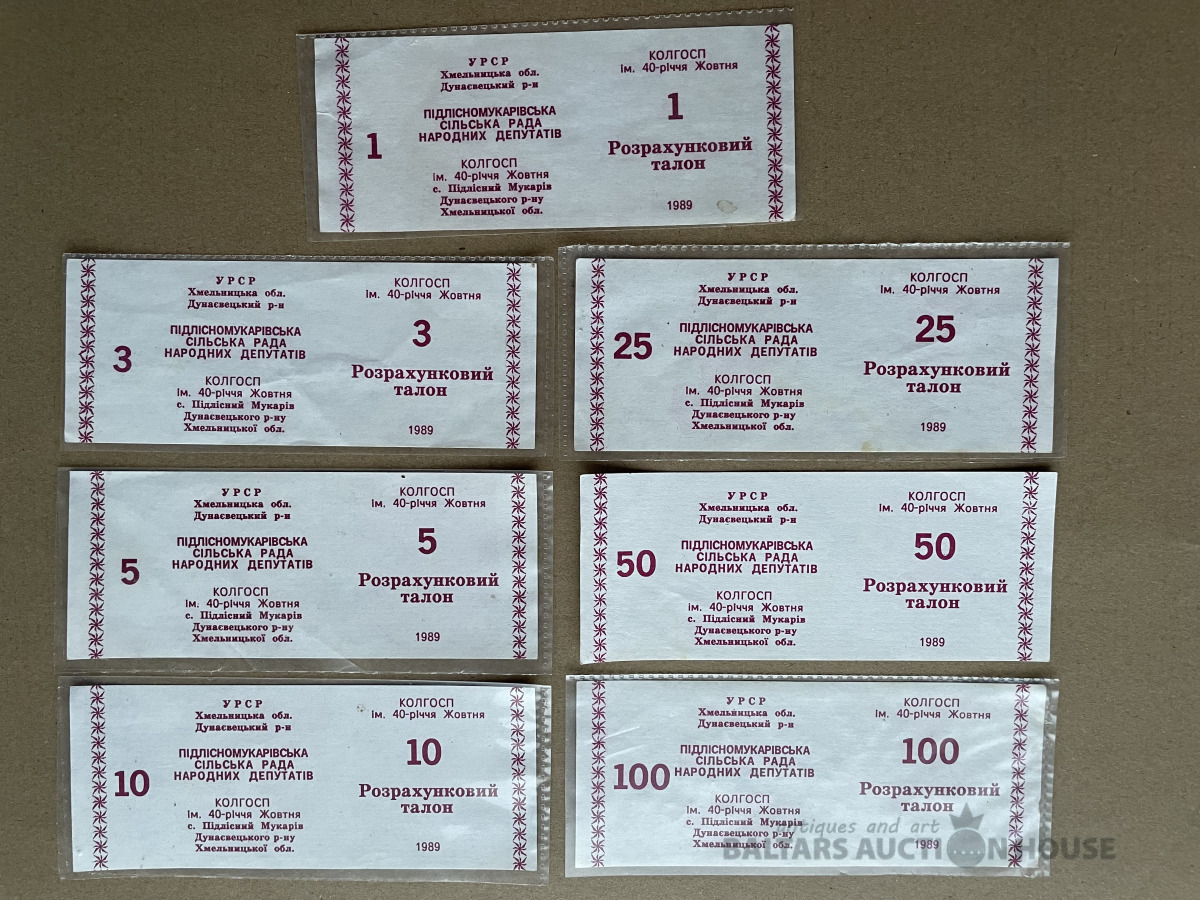 УРСР
Хмельницька обл.
Дунаєвецький р-н
ПІДЛІСНОМУКАРІВСЬКА
СІЛЬСЬКА РАДА
НАРОДНИХ ДЕПУТАТІВ
1
КОЛГОСП
ім. 40-річчя Жовтня
с. Підлісний Мукарів
Дунаєвецького р-ну
Хмельницької обл.
КОЛГОСП
ім. 40-річчя Жовтня
1
Розрахунковий
талон
1989
УРСР
Хмельницька обл.
Дунаєвецький р-н
ПІДЛІСНОМУКАРІВСЬКА
СІЛЬСЬКА РАДА
НАРОДНИХ ДЕПУТАТІВ
3
КОЛГОСП
ім. 40-річчя Жовтня
с. Підлісний Мукарів
Дунаєвецького р-ну
Хмельницької обл.
КОЛГОСП
ім. 40-річчя Жовтня
3
Розрахунковий
талон
1989
УРСР
Хмельницька обл.
Дунаєвецький р-н
ПІДЛІСНОМУКАРІВСЬКА
СІЛЬСЬКА РАДА
НАРОДНИХ ДЕПУТАТІВ
25
КОЛГОСП
ім. 40-річчя Жовтня
с. Підлісний Мукарів
Дунаєвецького р-ну
Хмельницької обл.
КОЛГОСП
ім. 40-річчя Жовтня
25
Розрахунковий
талон
1989
УРСР
Хмельницька обл.
Дунаєвецький р-н
ПІДЛІСНОМУКАРІВСЬКА
СІЛЬСЬКА РАДА
НАРОДНИХ ДЕПУТАТІВ
5
КОЛГОСП
ім. 40-річчя Жовтня
с. Підлісний Мукарів
Дунаєвецького р-ну
Хмельницької обл.
КОЛГОСП
ім. 40-річчя Жовтня
5
Розрахунковий
талон
1989
УРСР
Хмельницька обл.
Дунаєвецький р-н
ПІДЛІСНОМУКАРІВСЬКА
СІЛЬСЬКА РАДА
НАРОДНИХ ДЕПУТАТІВ
50
КОЛГОСП
ім. 40-річчя Жовтня
с. Підлісний Мукарів
Дунаєвецького р-ну
Хмельницької обл.
КОЛГОСП
ім. 40-річчя Жовтня
50
Розрахунковий
талон
1989
УРСР
Хмельницька обл.
Дунаєвецький р-н
ПІДЛІСНОМУКАРІВСЬКА
СІЛЬСЬКА РАДА
НАРОДНИХ ДЕПУТАТІВ
10
КОЛГОСП
ім. 40-річчя Жовтня
с. Підлісний Мукарів
Дунаєвецького р-ну
Хмельницької обл.
КОЛГОСП
ім. 40-річчя Жовтня
10
Розрахунковий
талон
1989
УРСР
Хмельницька обл.
Дунаєвецький р-н
ПІДЛІСНОМУКАРІВСЬКА
СІЛЬСЬКА РАДА
НАРОДНИХ ДЕПУТАТІВ
100
КОЛГОСП
ім. 40-річчя Жовтня
с. Підлісний Мукарів
Дунаєвецького р-ну
Хмельницької обл.
КОЛГОСП
ім. 40-річчя Жовтня
100
Розрахунковий
талон
1989
antiques and art
BALTARS AUCTION HOUSE